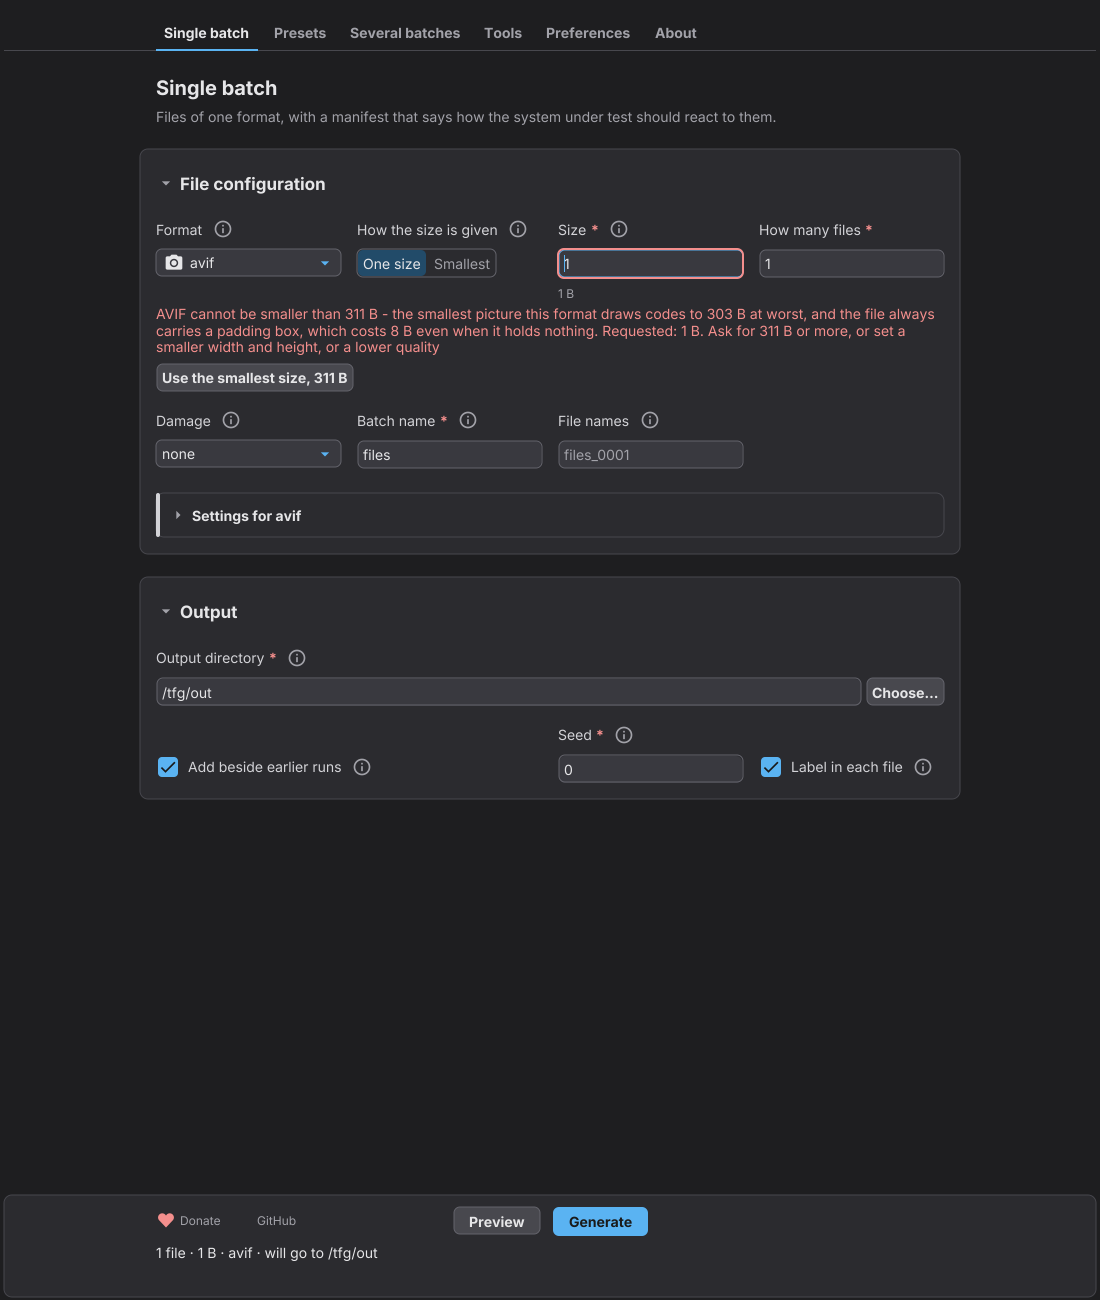 Single batch Presets Several batches Tools Preferences About
Single batch
Files of one format, with a manifest that says how the system under test should react to them.
File configuration
Format How the size is given Size * How many files *
avif One size Smallest 1 1
1 B
AVIF cannot be smaller than 311 B - the smallest picture this format draws codes to 303 B at worst, and the file always
carries a padding box, which costs 8 B even when it holds nothing. Requested: 1 B. Ask for 311 B or more, or set a
smaller width and height, or a lower quality
Use the smallest size, 311 B
Damage Batch name * File names
none files files_0001
Settings for avif
Output
Output directory *
/tfg/out Choose...
Seed *
Add beside earlier runs 0 Label in each file
Donate GitHub Preview Generate
1 file · 1 B · avif · will go to /tfg/out